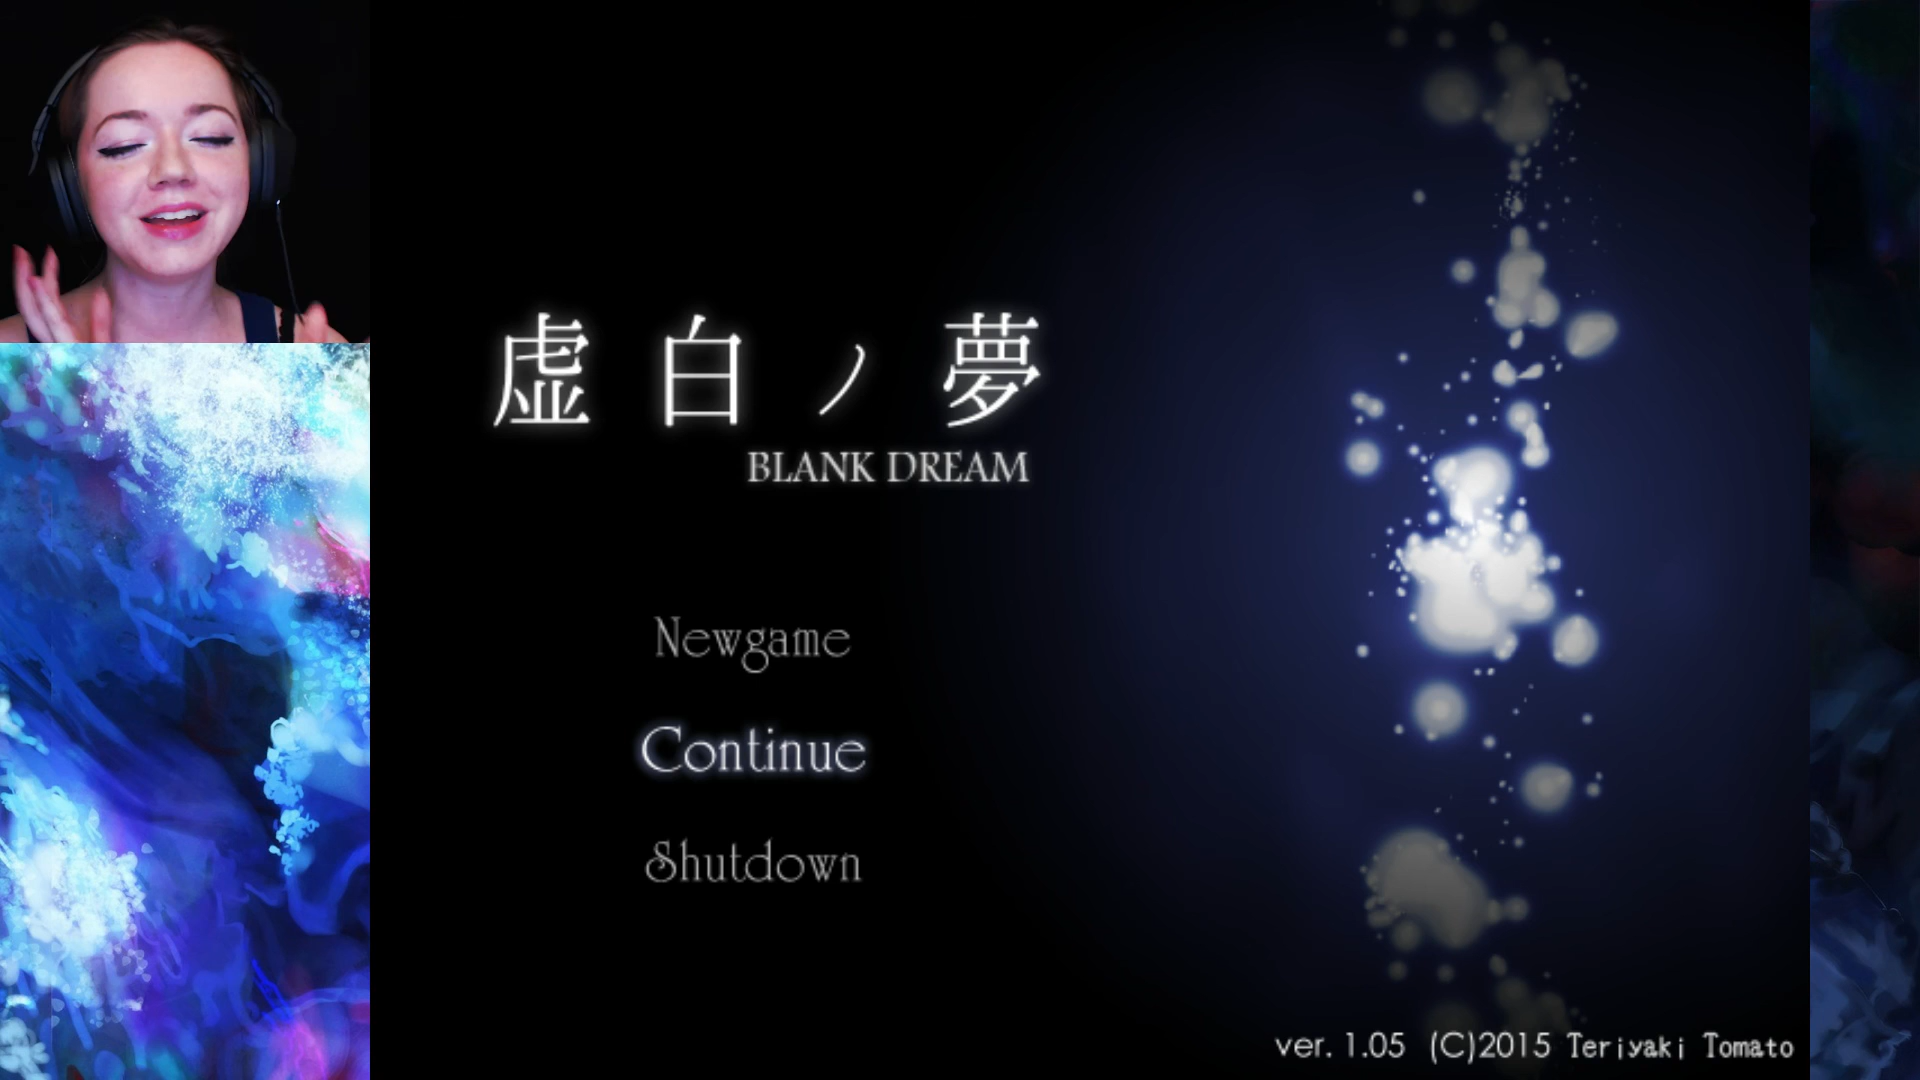 虚白ノ夢
BLANK DREAM
Newgame
Continue
Shutdown
ver. 1.05 (C)2015 Teriyaki Tomato